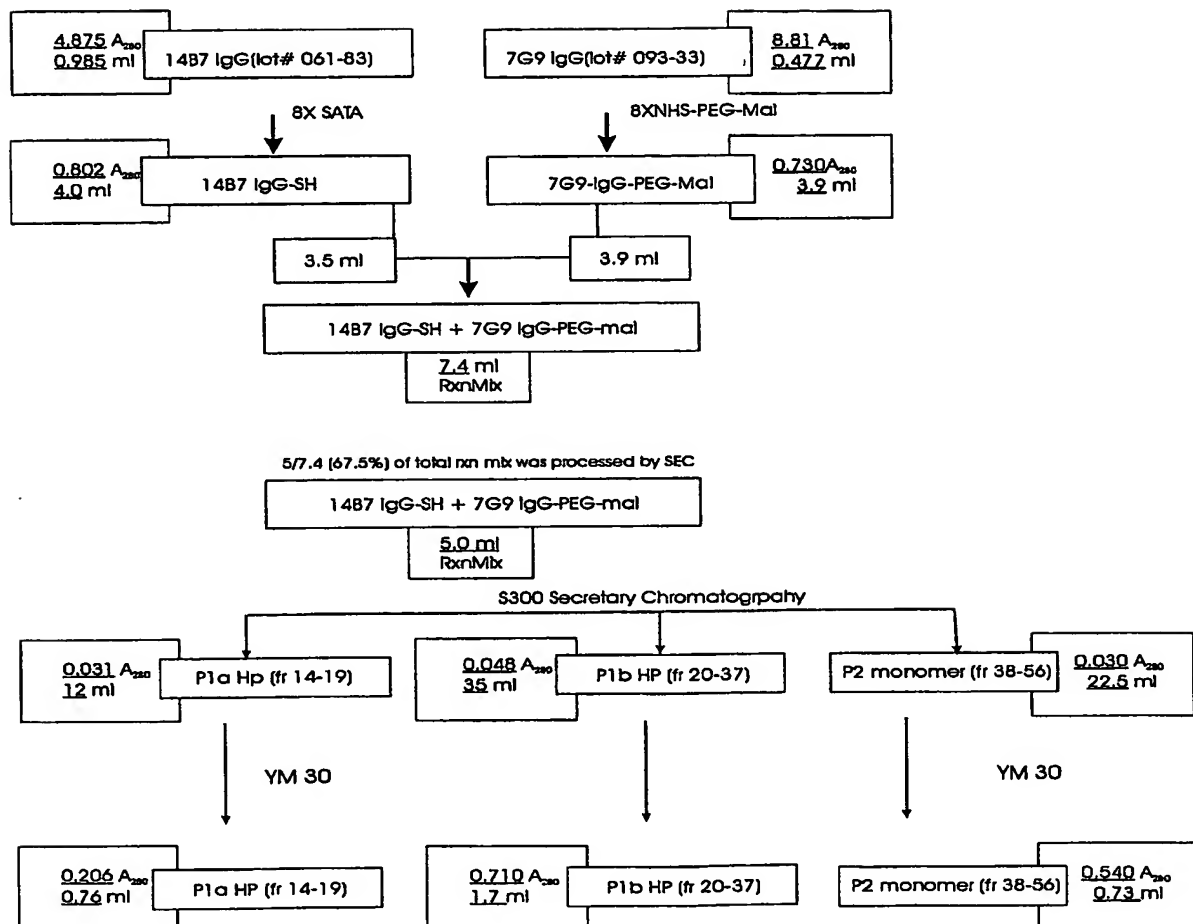 4.875 A280
0.985 ml
14B7 IgG(lot# 061-83)
7G9 IgG(lot# 093-33)
8.81 A280
0.477 ml
8X SATA
8XNHS-PEG-Mal
0.802 A280
4.0 ml
14B7 IgG-SH
7G9-IgG-PEG-Mal
0.730A280
3.9 ml
3.5 ml
3.9 ml
14B7 IgG-SH + 7G9 IgG-PEG-mal
7.4 ml
RxnMix
5/7.4 (67.5%) of total rxn mix was processed by SEC
14B7 IgG-SH + 7G9 IgG-PEG-mal
5.0 ml
RxnMix
S300 Secretary Chromatogrpahy
0.031 A280
12 ml
P1a Hp (fr 14-19)
0.048 A280
35 ml
P1b HP (fr 20-37)
P2 monomer (fr 38-56)
0.030 A280
22.5 ml
YM 30
YM 30
0.206 A280
0.76 ml
P1a HP (fr 14-19)
0.710 A280
1.7 ml
P1b HP (fr 20-37)
P2 monomer (fr 38-56)
0.540 A280
0.73 ml